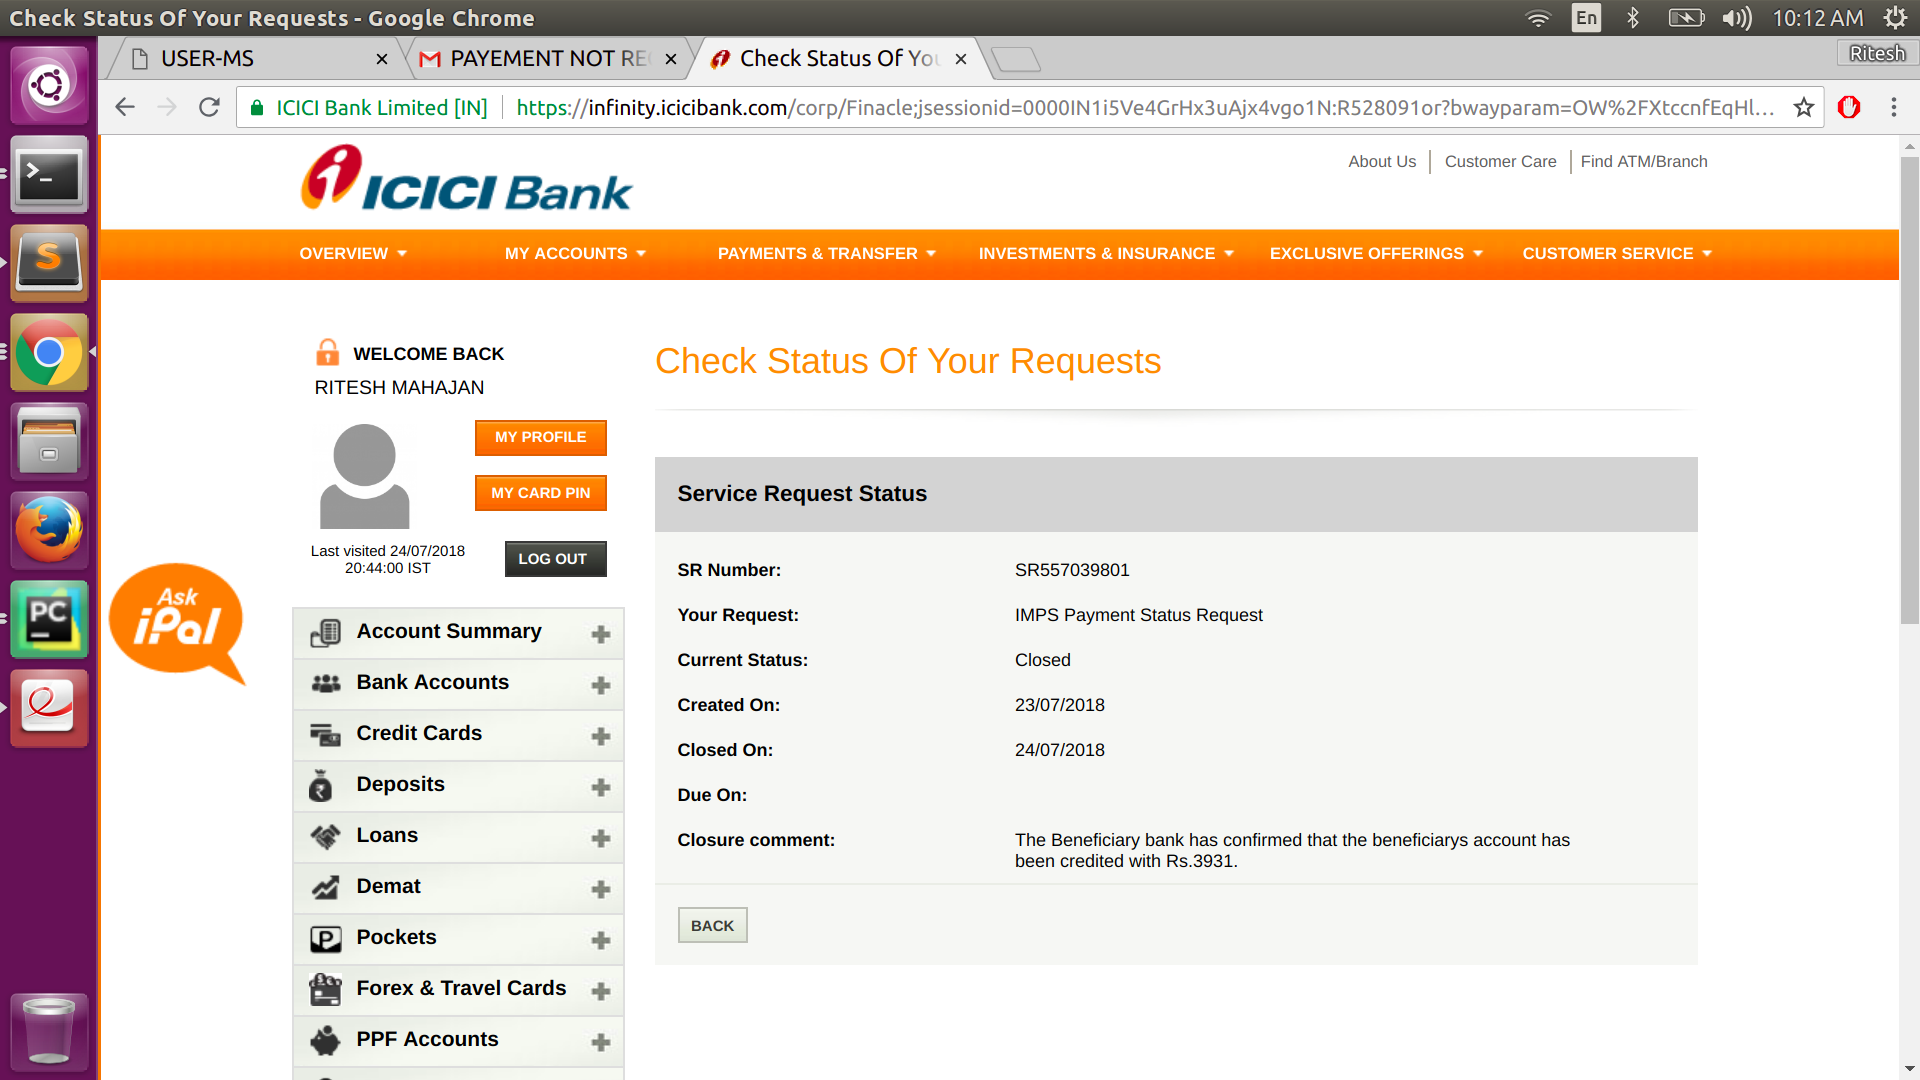 Check Status Of Your Requests - Google Chrome
En
10:12 AM
USER-MS
PAYEMENT NOT RE
Check Status Of You
Ritesh
ICICI Bank Limited [IN]
https://infinity.icicibank.com/corp/Finacle;jsessionid=0000IN1i5Ve4GrHx3uAjx4vgo1N:R528091or?bwayparam=OW%2FXtccnfEqHl...
ICICI Bank
About Us
Customer Care
Find ATM/Branch
OVERVIEW
MY ACCOUNTS
PAYMENTS & TRANSFER
INVESTMENTS & INSURANCE
EXCLUSIVE OFFERINGS
CUSTOMER SERVICE
WELCOME BACK
RITESH MAHAJAN
MY PROFILE
MY CARD PIN
Last visited 24/07/2018
20:44:00 IST
LOG OUT
Ask
iPal
Account Summary
Bank Accounts
Credit Cards
Deposits
Loans
Demat
Pockets
Forex & Travel Cards
PPF Accounts
Check Status Of Your Requests
Service Request Status
SR Number: SR557039801
Your Request: IMPS Payment Status Request
Current Status: Closed
Created On: 23/07/2018
Closed On: 24/07/2018
Due On:
Closure comment: The Beneficiary bank has confirmed that the beneficiarys account has
been credited with Rs.3931.
BACK